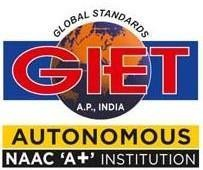 GLOBAL STANDARDS
GIET
A.P., INDIA
AUTONOMOUS
NAAC 'A+' INSTITUTION